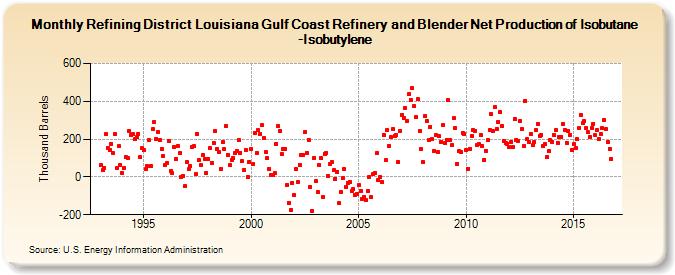 Monthly Refining District Louisiana Gulf Coast Refinery and Blender Net Production of Isobutane
-Isobutylene
Thousand Barrels
600
400
200
0
-200
1995
2000
2005
2010
2015
Source: U.S. Energy Information Administration